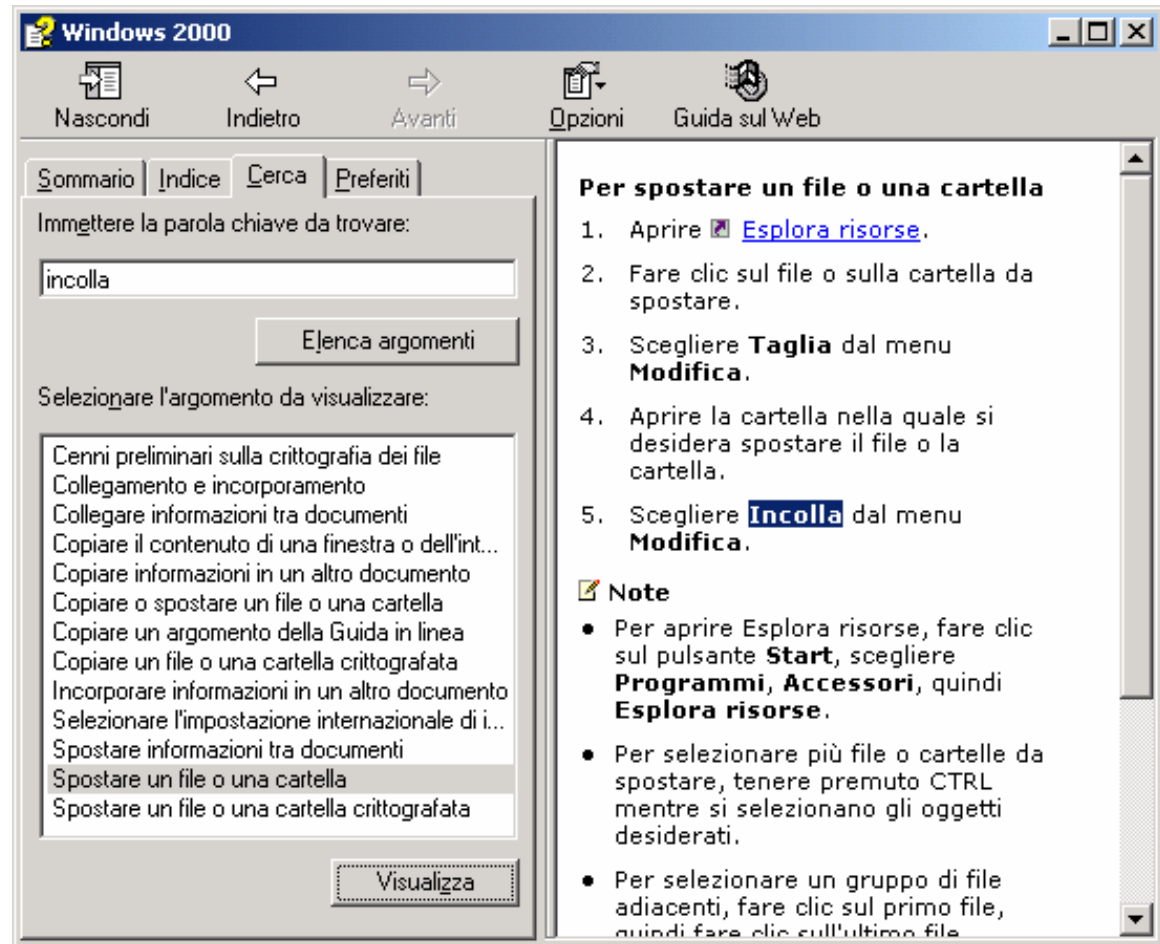 Windows 2000
Nascondi Indietro Avanti Opzioni Guida sul Web
Sommario Indice Cerca Preferiti
Immettere la parola chiave da trovare:
incolla
Elenca argomenti
Selezionare l'argomento da visualizzare:
Cenni preliminari sulla crittografia dei file
Collegamento e incorporamento
Collegare informazioni tra documenti
Copiare il contenuto di una finestra o dell'int...
Copiare informazioni in un altro documento
Copiare o spostare un file o una cartella
Copiare un argomento della Guida in linea
Copiare un file o una cartella crittografata
Incorporare informazioni in un altro documento
Selezionare l'impostazione internazionale di i...
Spostare informazioni tra documenti
Spostare un file o una cartella
Spostare un file o una cartella crittografata
Visualizza
Per spostare un file o una cartella
1. Aprire Esplora risorse.
2. Fare clic sul file o sulla cartella da
spostare.
3. Scegliere Taglia dal menu
Modifica.
4. Aprire la cartella nella quale si
desidera spostare il file o la
cartella.
5. Scegliere Incolla dal menu
Modifica.
Note
• Per aprire Esplora risorse, fare clic
sul pulsante Start, scegliere
Programmi, Accessori, quindi
Esplora risorse.
• Per selezionare più file o cartelle da
spostare, tenere premuto CTRL
mentre si selezionano gli oggetti
desiderati.
• Per selezionare un gruppo di file
adiacenti, fare clic sul primo file,
quindi fare clic sull'ultimo file